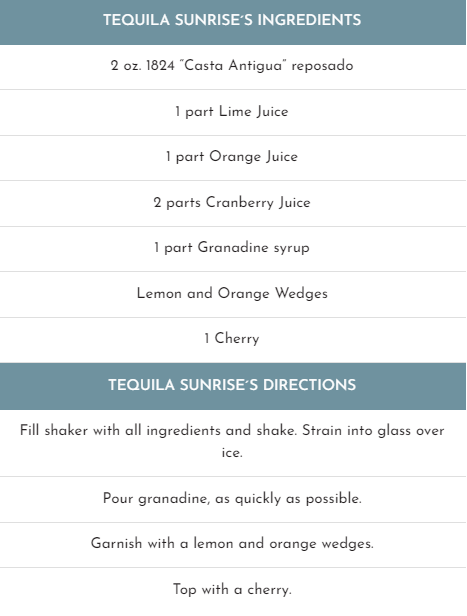 TEQUILA SUNRISE´S INGREDIENTS
2 oz. 1824 “Casta Antigua” reposado
1 part Lime Juice
1 part Orange Juice
2 parts Cranberry Juice
1 part Granadine syrup
Lemon and Orange Wedges
1 Cherry
TEQUILA SUNRISE´S DIRECTIONS
Fill shaker with all ingredients and shake. Strain into glass over
ice.
Pour granadine, as quickly as possible.
Garnish with a lemon and orange wedges.
Top with a cherry.